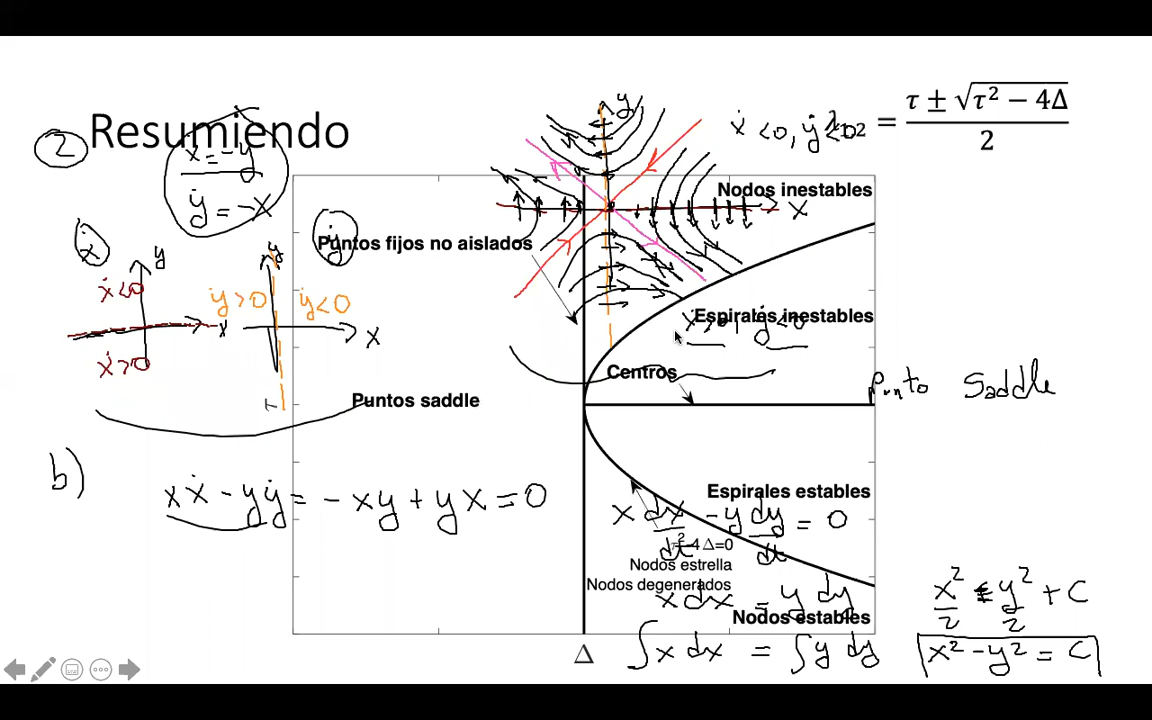 2 Resumiendo
ẋ = -y
ẏ = -x
ẋ
y
ẋ<0
ẋ>0
x
ẏ
y
ẏ>0
ẏ<0
x
y
x
ẋ<0, ẏ<0
= τ ± √τ² − 4Δ
2
Nodos inestables
Puntos fijos no aislados
Espirales inestables
ẋ>0, ẏ<0
Centros
Puntos saddle
Punto Saddle
b)
xẋ - yẏ = - xy + yx = 0
Espirales estables
x dx/dt - y dy/dt = 0
τ²-4Δ=0
Nodos estrella
Nodos degenerados
x dx = y dy
Nodos estables
∫x dx = ∫y dy
x²/2 = y²/2 + C
x² - y² = C
Δ